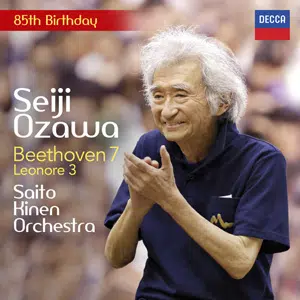 85th Birthday
DECCA
Seiji
Ozawa
Beethoven 7
Leonore 3
Saito
Kinen
Orchestra